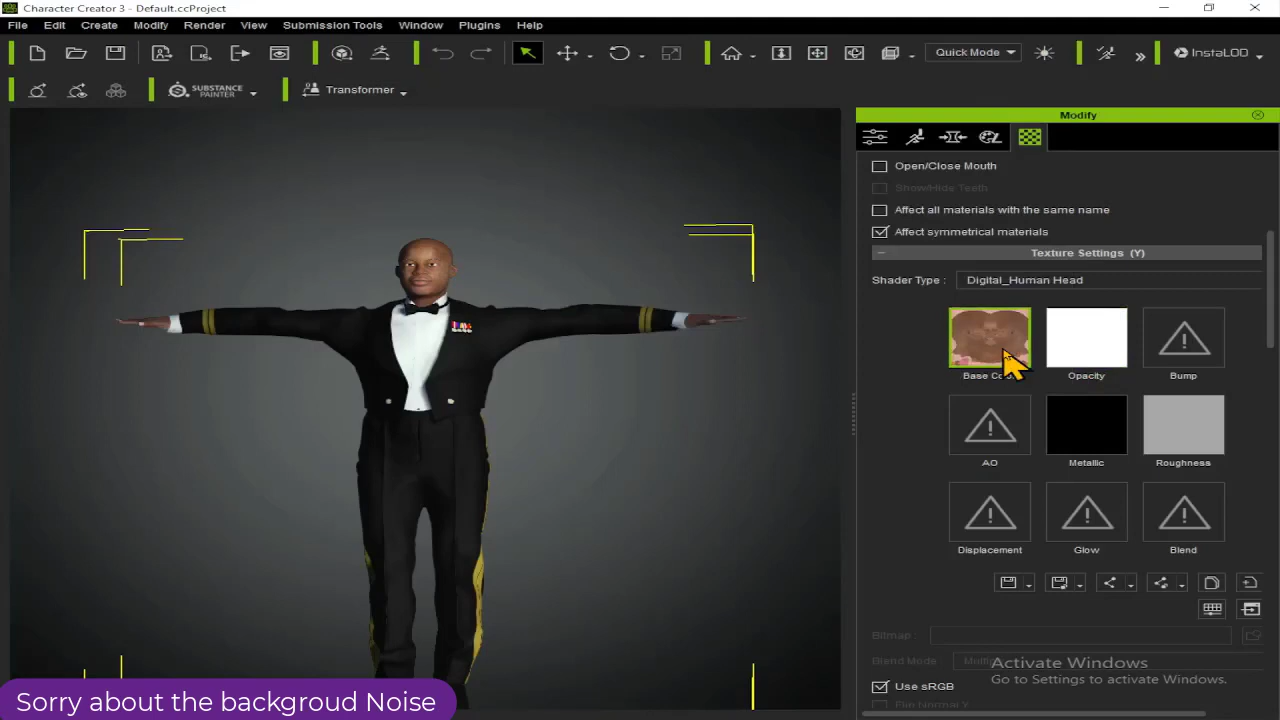 Character Creator 3 - Default.ccProject
File Edit Create Modify Render View Submission Tools Window Plugins Help
Quick Mode
InstaLOD
SUBSTANCE PAINTER
Transformer
Modify
Open/Close Mouth
Show/Hide Teeth
Affect all materials with the same name
Affect symmetrical materials
Texture Settings (Y)
Shader Type : Digital_Human Head
Opacity Bump
AO Metallic Roughness
Displacement Glow Blend
Bitmap :
Blend Mode :
Activate Windows
Go to Settings to activate Windows.
Use sRGB
Flip Normal Y
Sorry about the backgroud Noise